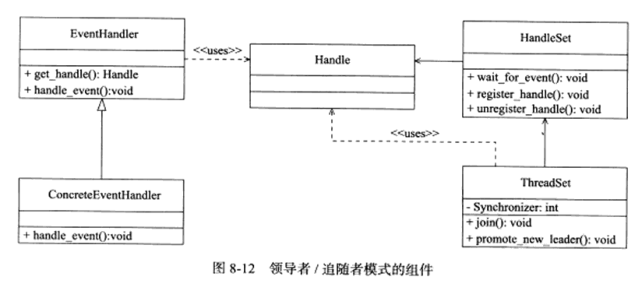 EventHandler
+ get_handle(): Handle
+ handle_event():void
<<uses>>
Handle
HandleSet
+ wait_for_event(): void
+ register_handle(): void
+ unregister_handle(): void
<<uses>>
ConcreteEventHandler
+ handle_event():void
ThreadSet
- Synchronizer: int
+ join(): void
+ promote_new_leader(): void
图 8-12 领导者 / 追随者模式的组件